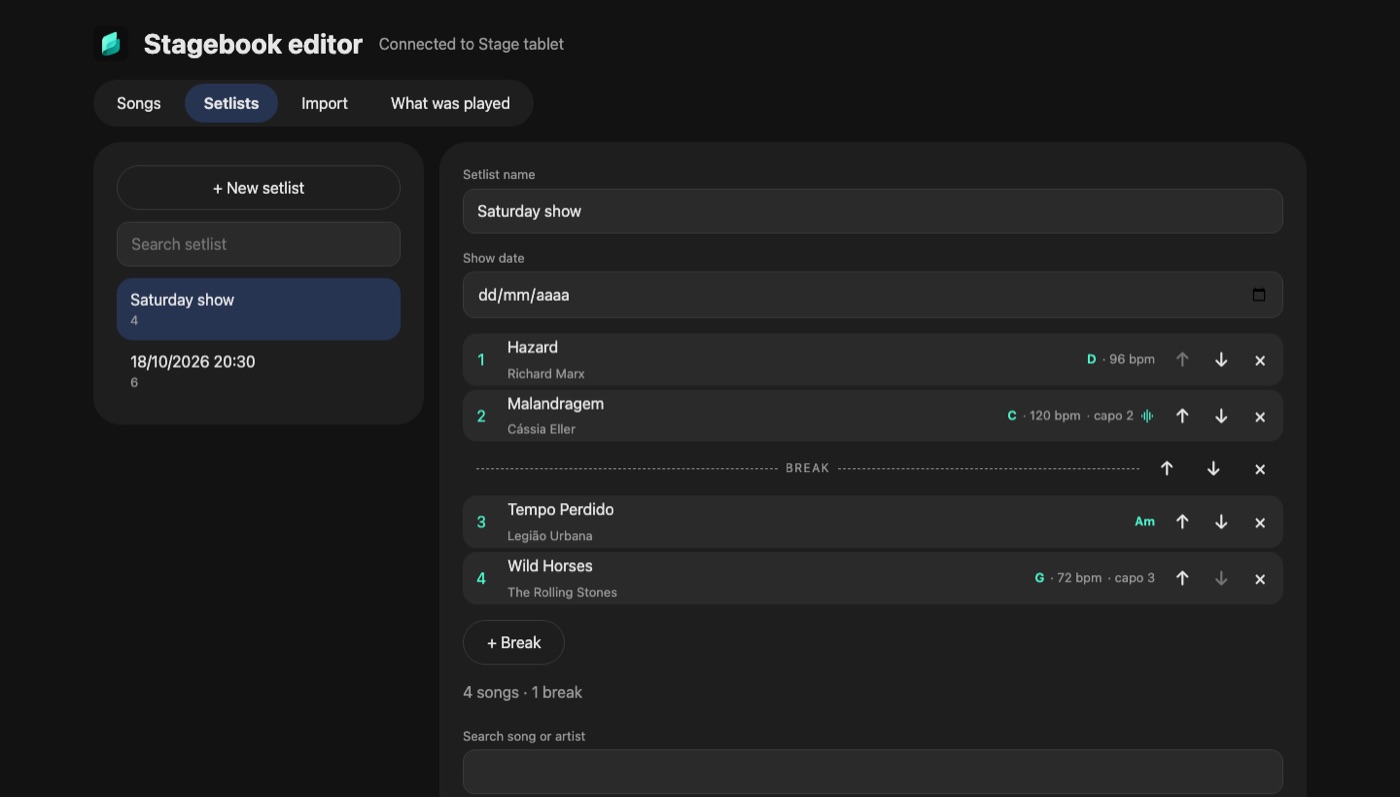 Stagebook editor Connected to Stage tablet
Songs Setlists Import What was played
+ New setlist
Search setlist
Saturday show
4
18/10/2026 20:30
6
Setlist name
Saturday show
Show date
dd/mm/aaaa
1 Hazard
Richard Marx
D · 96 bpm
2 Malandragem
Cássia Eller
C · 120 bpm · capo 2
BREAK
3 Tempo Perdido
Legião Urbana
Am
4 Wild Horses
The Rolling Stones
G · 72 bpm · capo 3
+ Break
4 songs · 1 break
Search song or artist